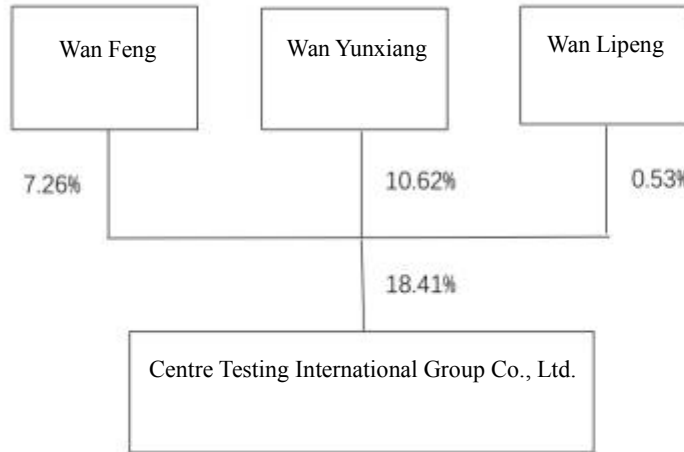 Wan Feng
Wan Yunxiang
Wan Lipeng
7.26%
10.62%
0.53%
18.41%
Centre Testing International Group Co., Ltd.